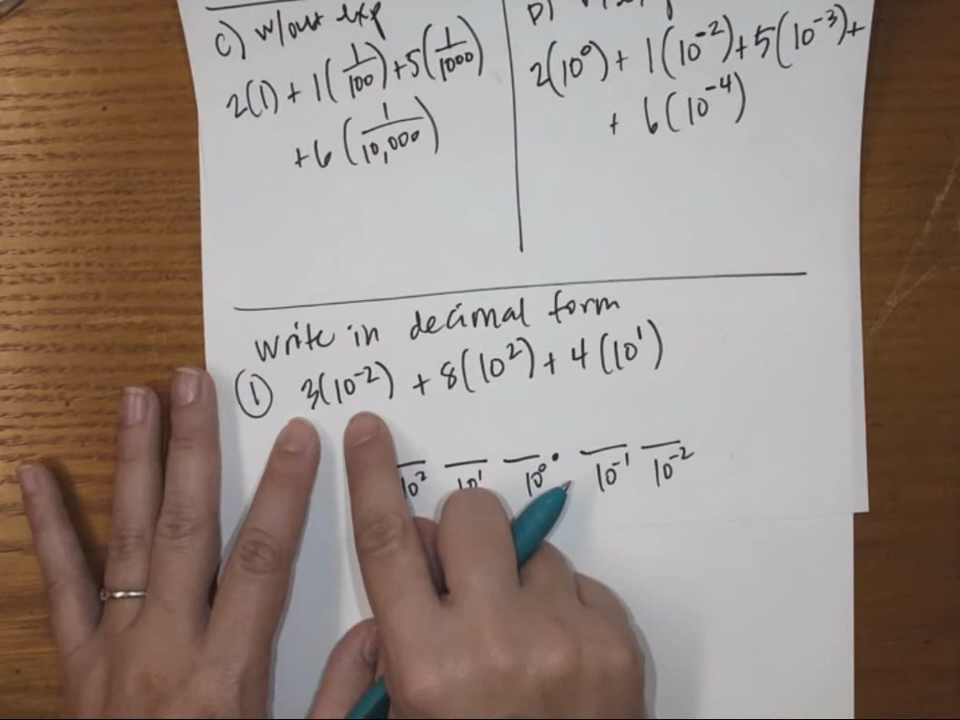 C) w/out exp
2(1) + 1(1/100) + 5(1/1000)
+ 6(1/10,000)
D)
2(10⁰) + 1(10⁻²) + 5(10⁻³) +
+ 6(10⁻⁴)
Write in decimal form
① 3(10⁻²) + 8(10²) + 4(10¹)
_ _ _ . _ _
10² 10¹ 10⁰ 10⁻¹ 10⁻²